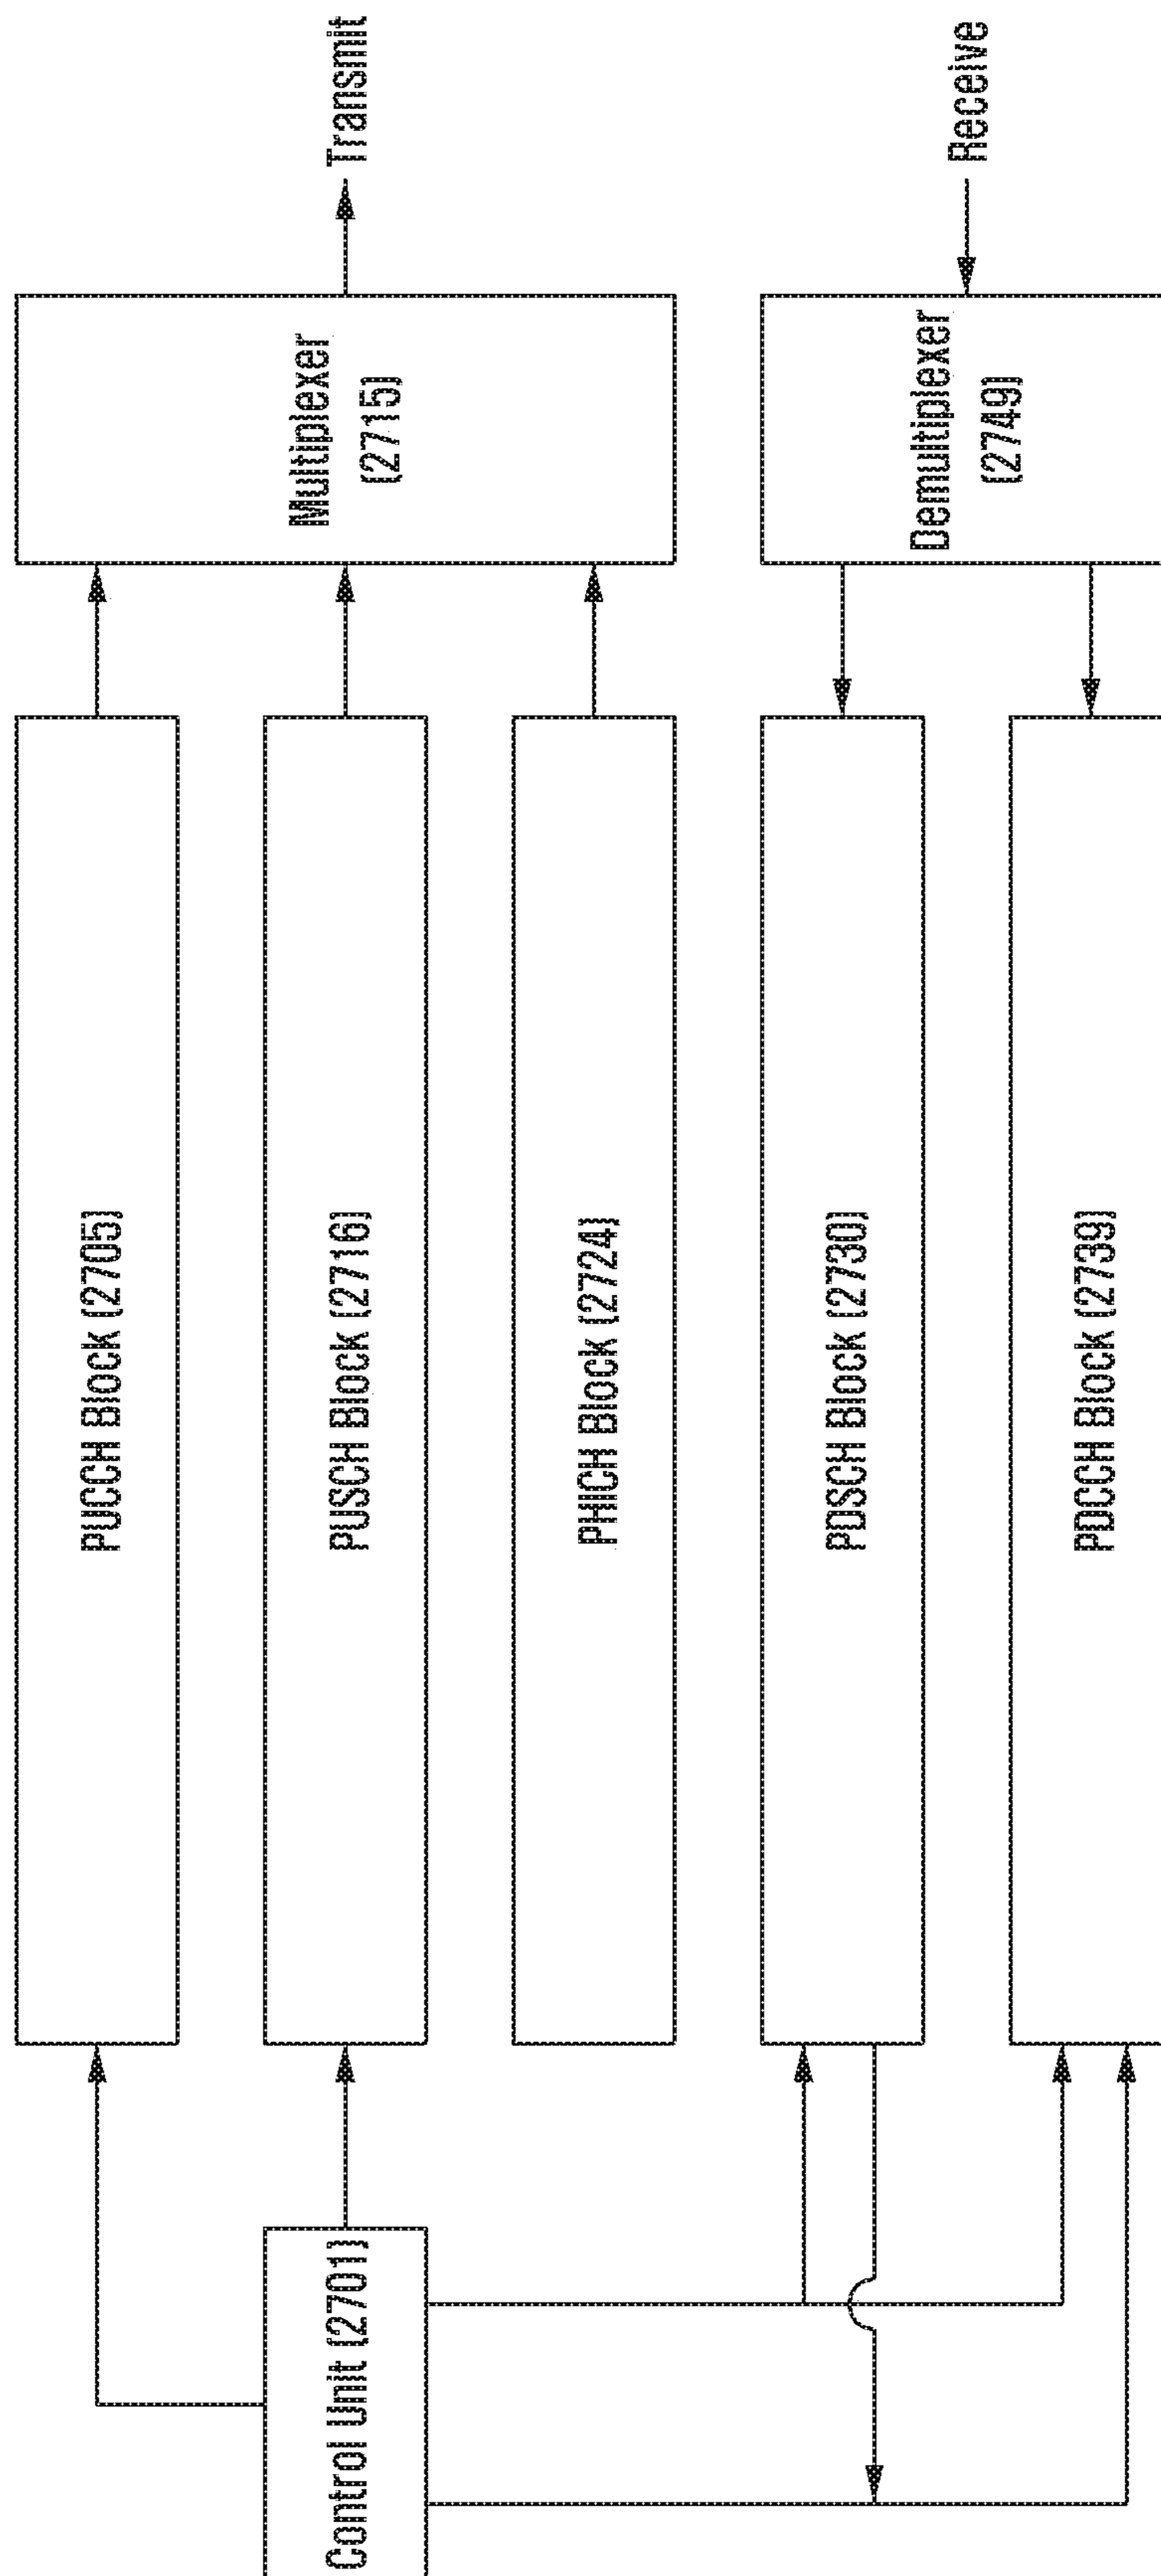 Control Unit (2701)
PUCCH Block (2705)
PUSCH Block (2716)
PHICH Block (2724)
PDSCH Block (2730)
PDCCH Block (2739)
Multiplexer
(2715)
Demultiplexer
(2749)
Transmit
Receive